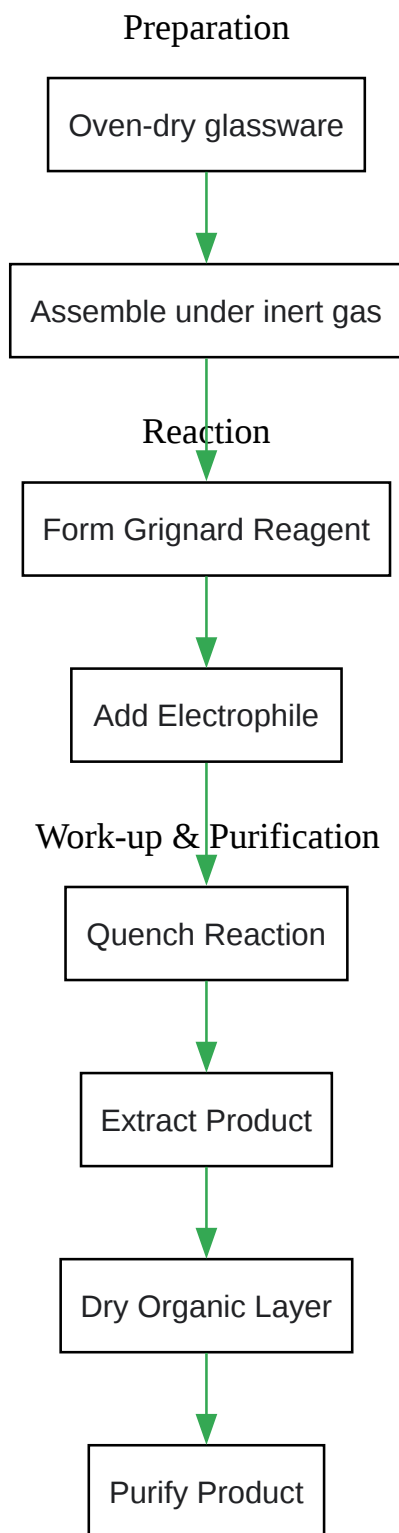 Preparation
Oven-dry glassware
Assemble under inert gas
Reaction
Form Grignard Reagent
Add Electrophile
Work-up & Purification
Quench Reaction
Extract Product
Dry Organic Layer
Purify Product